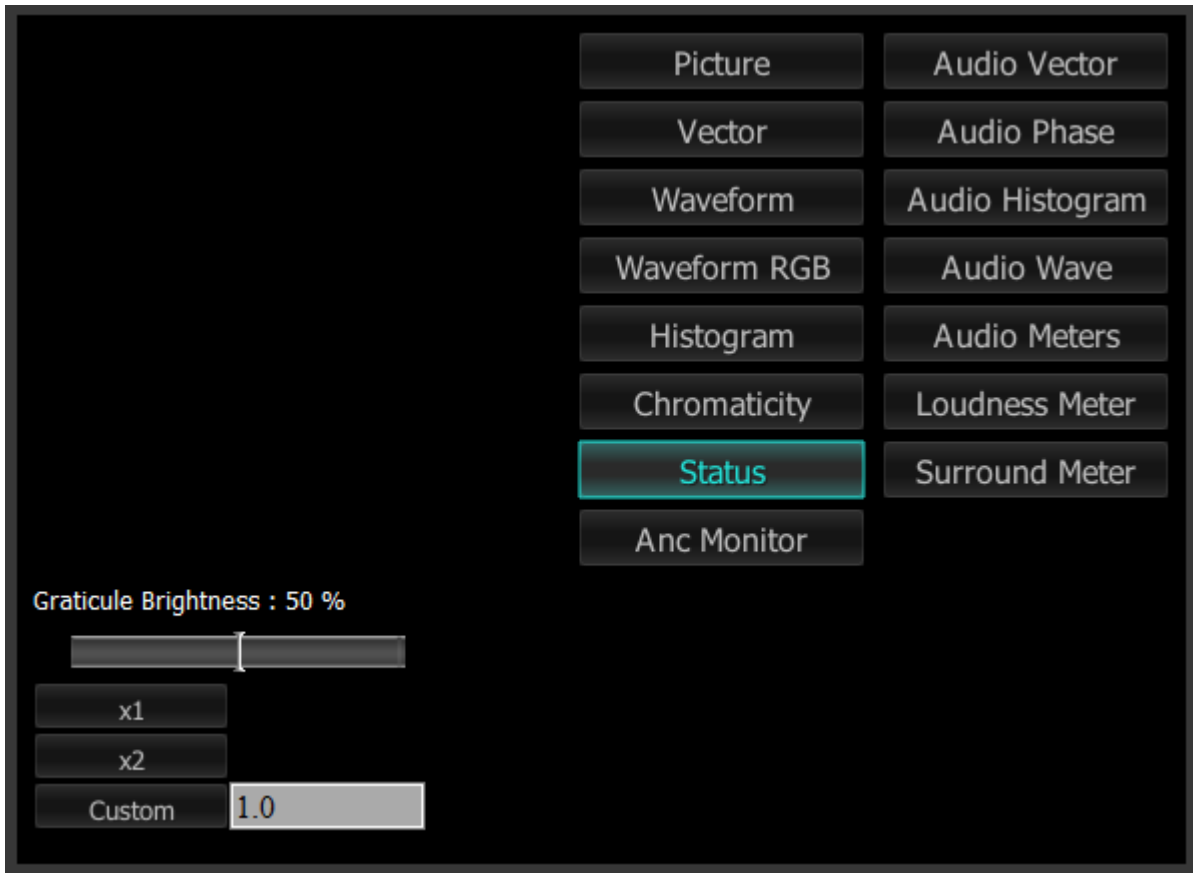 Picture
Audio Vector
Vector
Audio Phase
Waveform
Audio Histogram
Waveform RGB
Audio Wave
Histogram
Audio Meters
Chromaticity
Loudness Meter
Status
Surround Meter
Anc Monitor
Graticule Brightness : 50 %
x1
x2
Custom
1.0